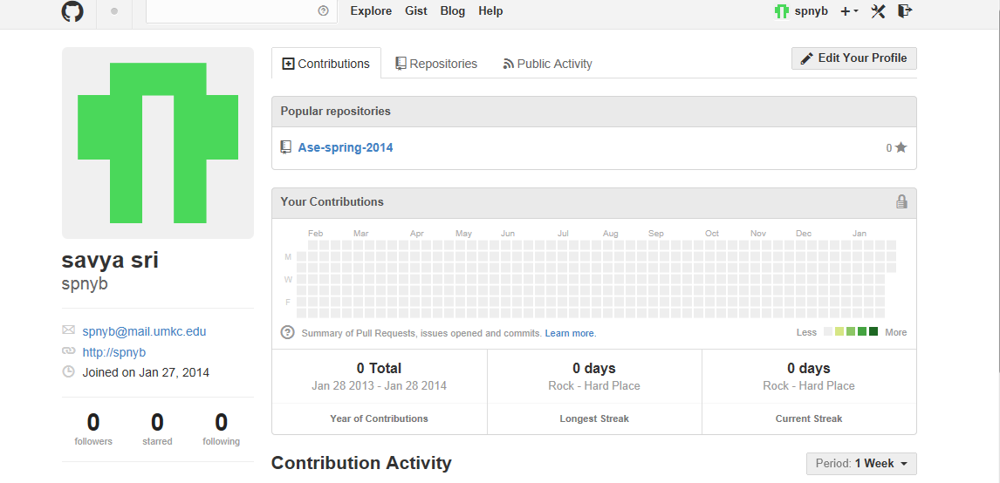 Explore Gist Blog Help spnyb
Contributions Repositories Public Activity Edit Your Profile
Popular repositories
Ase-spring-2014 0
Your Contributions
Feb Mar Apr May Jun Jul Aug Sep Oct Nov Dec Jan
M
W
F
Summary of Pull Requests, issues opened and commits. Learn more. Less More
0 Total 0 days 0 days
Jan 28 2013 - Jan 28 2014 Rock - Hard Place Rock - Hard Place
Year of Contributions Longest Streak Current Streak
savya sri
spnyb
spnyb@mail.umkc.edu
http://spnyb
Joined on Jan 27, 2014
0 0 0
followers starred following
Contribution Activity Period: 1 Week